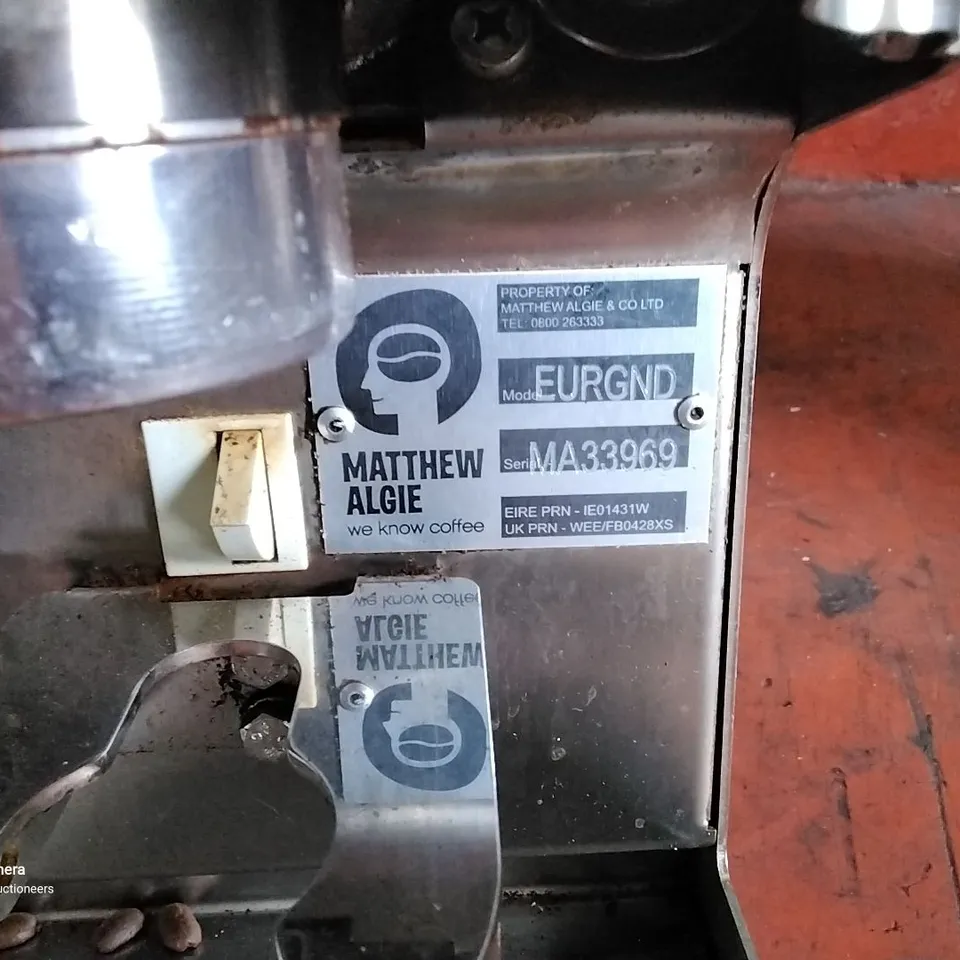 PROPERTY OF:
MATTHEW ALGIE & CO LTD
TEL: 0800 263333
Model EURGND
Serial MA33969
EIRE PRN - IE01431W
UK PRN - WEE/FB0428XS
MATTHEW
ALGIE
we know coffee
we know coffee
ALGIE
MATTHEW